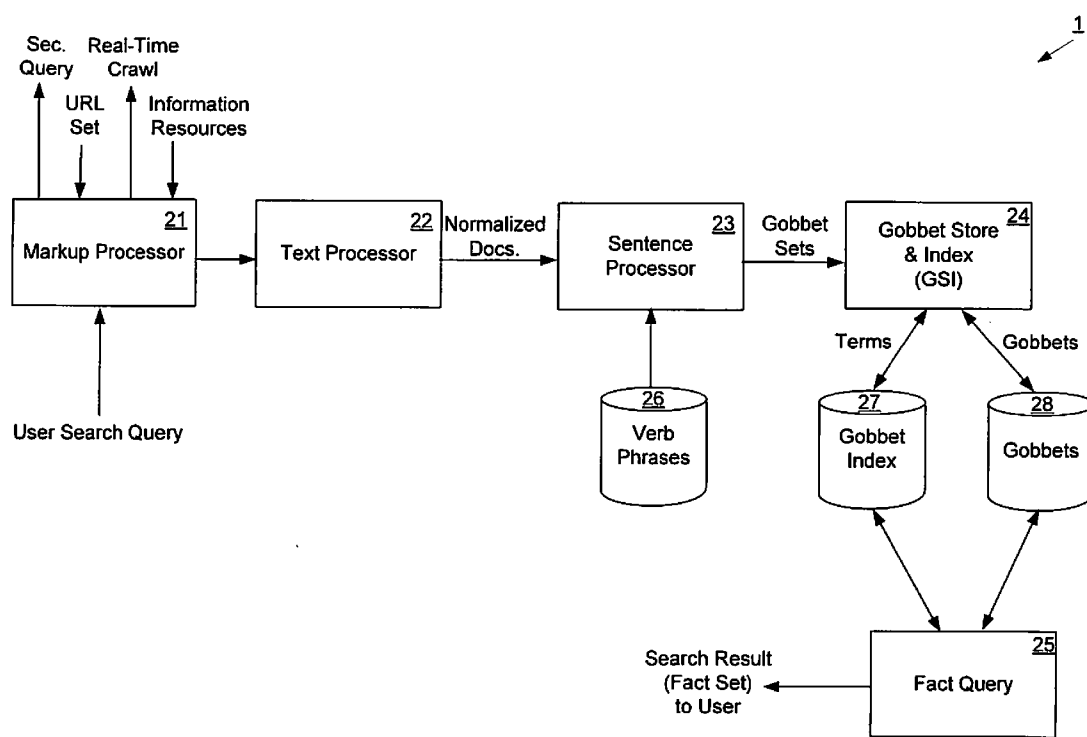 1
Sec.
Query
Real-Time
Crawl
URL
Set
Information
Resources
21
Markup Processor
22
Text Processor
Normalized
Docs.
23
Sentence
Processor
Gobbet
Sets
24
Gobbet Store
& Index
(GSI)
Terms
Gobbets
User Search Query
26
Verb
Phrases
27
Gobbet
Index
28
Gobbets
25
Fact Query
Search Result
(Fact Set)
to User